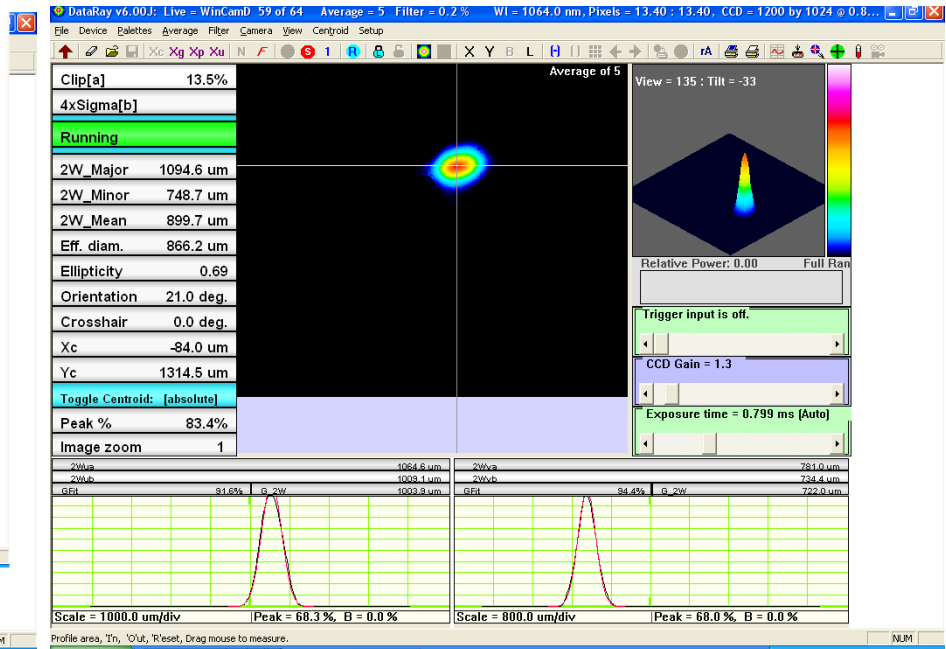 DataRay v6.00J: Live = WinCamD 59 of 64 Average = 5 Filter = 0.2 % Wl = 1064.0 nm, Pixels = 13.40 : 13.40, CCD = 1200 by 1024 @ 0.8...
File Device Palettes Average Filter Camera View Centroid Setup
Xc Xg Xp Xu N F S 1 R X Y B L H rA
Clip[a] 13.5%
4xSigma[b]
Running
2W_Major 1094.6 um
2W_Minor 748.7 um
2W_Mean 899.7 um
Eff. diam. 866.2 um
Ellipticity 0.69
Orientation 21.0 deg.
Crosshair 0.0 deg.
Xc -84.0 um
Yc 1314.5 um
Toggle Centroid: [absolute]
Peak % 83.4%
Image zoom 1
Average of 5
View = 135 : Tilt = -33
Relative Power: 0.00 Full Ran
Trigger input is off.
CCD Gain = 1.3
Exposure time = 0.799 ms (Auto)
2Wua 1064.6 um
2Wub 1009.1 um
GFit 91.6% G_2W 1003.9 um
Scale = 1000.0 um/div Peak = 68.3 %, B = 0.0 %
2Wva 781.0 um
2Wvb 734.4 um
GFit 94.4% G_2W 722.0 um
Scale = 800.0 um/div Peak = 68.0 %, B = 0.0 %
Profile area, 'I'n, 'O'ut, 'R'eset, Drag mouse to measure.
NUM